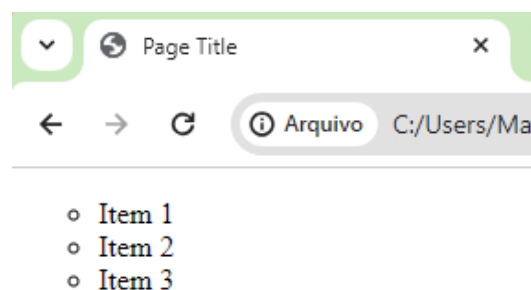 Page Title
Arquivo C:/Users/Ma
Item 1
Item 2
Item 3